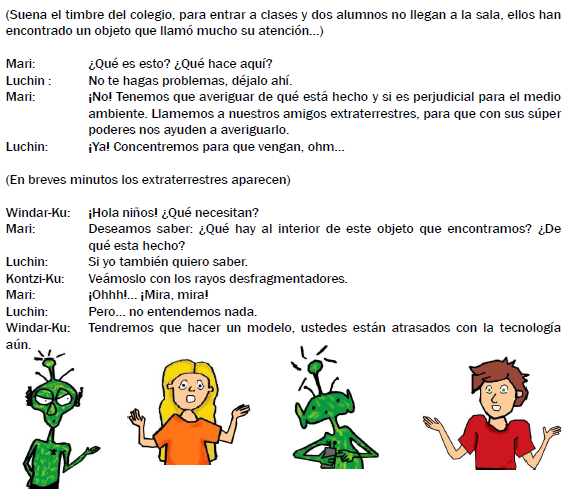 (Suena el timbre del colegio, para entrar a clases y dos alumnos no llegan a la sala, ellos han
encontrado un objeto que llamó mucho su atención...)
Mari: ¿Qué es esto? ¿Qué hace aquí?
Luchin : No te hagas problemas, déjalo ahí.
Mari: ¡No! Tenemos que averiguar de qué está hecho y si es perjudicial para el medio
ambiente. Llamemos a nuestros amigos extraterrestres, para que con sus súper
poderes nos ayuden a averiguarlo.
Luchin: ¡Ya! Concentremos para que vengan, ohm...
(En breves minutos los extraterrestres aparecen)
Windar-Ku: ¡Hola niños! ¿Qué necesitan?
Mari: Deseamos saber: ¿Qué hay al interior de este objeto que encontramos? ¿De
qué esta hecho?
Luchin: Si yo también quiero saber.
Kontzi-Ku: Veámoslo con los rayos desfragmentadores.
Mari: ¡Ohhh!... ¡Mira, mira!
Luchin: Pero... no entendemos nada.
Windar-Ku: Tendremos que hacer un modelo, ustedes están atrasados con la tecnología
aún.